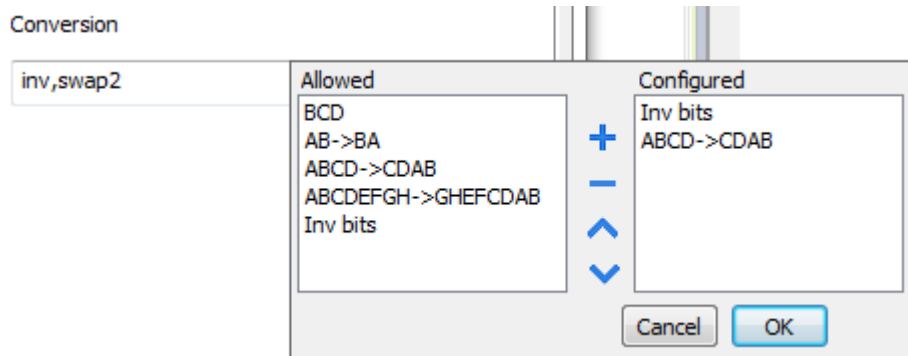 Conversion
inv,swap2
Allowed
BCD
AB->BA
ABCD->CDAB
ABCDEFGH->GHEFCDAB
Inv bits
Configured
Inv bits
ABCD->CDAB
Cancel
OK